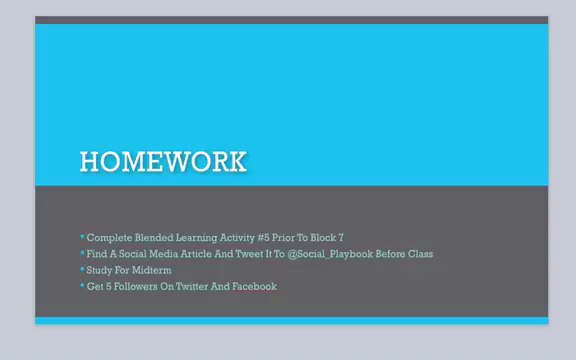 HOMEWORK
• Complete Blended Learning Activity #5 Prior To Block 7
• Find A Social Media Article And Tweet It To @Social_Playbook Before Class
• Study For Midterm
• Get 5 Followers On Twitter And Facebook